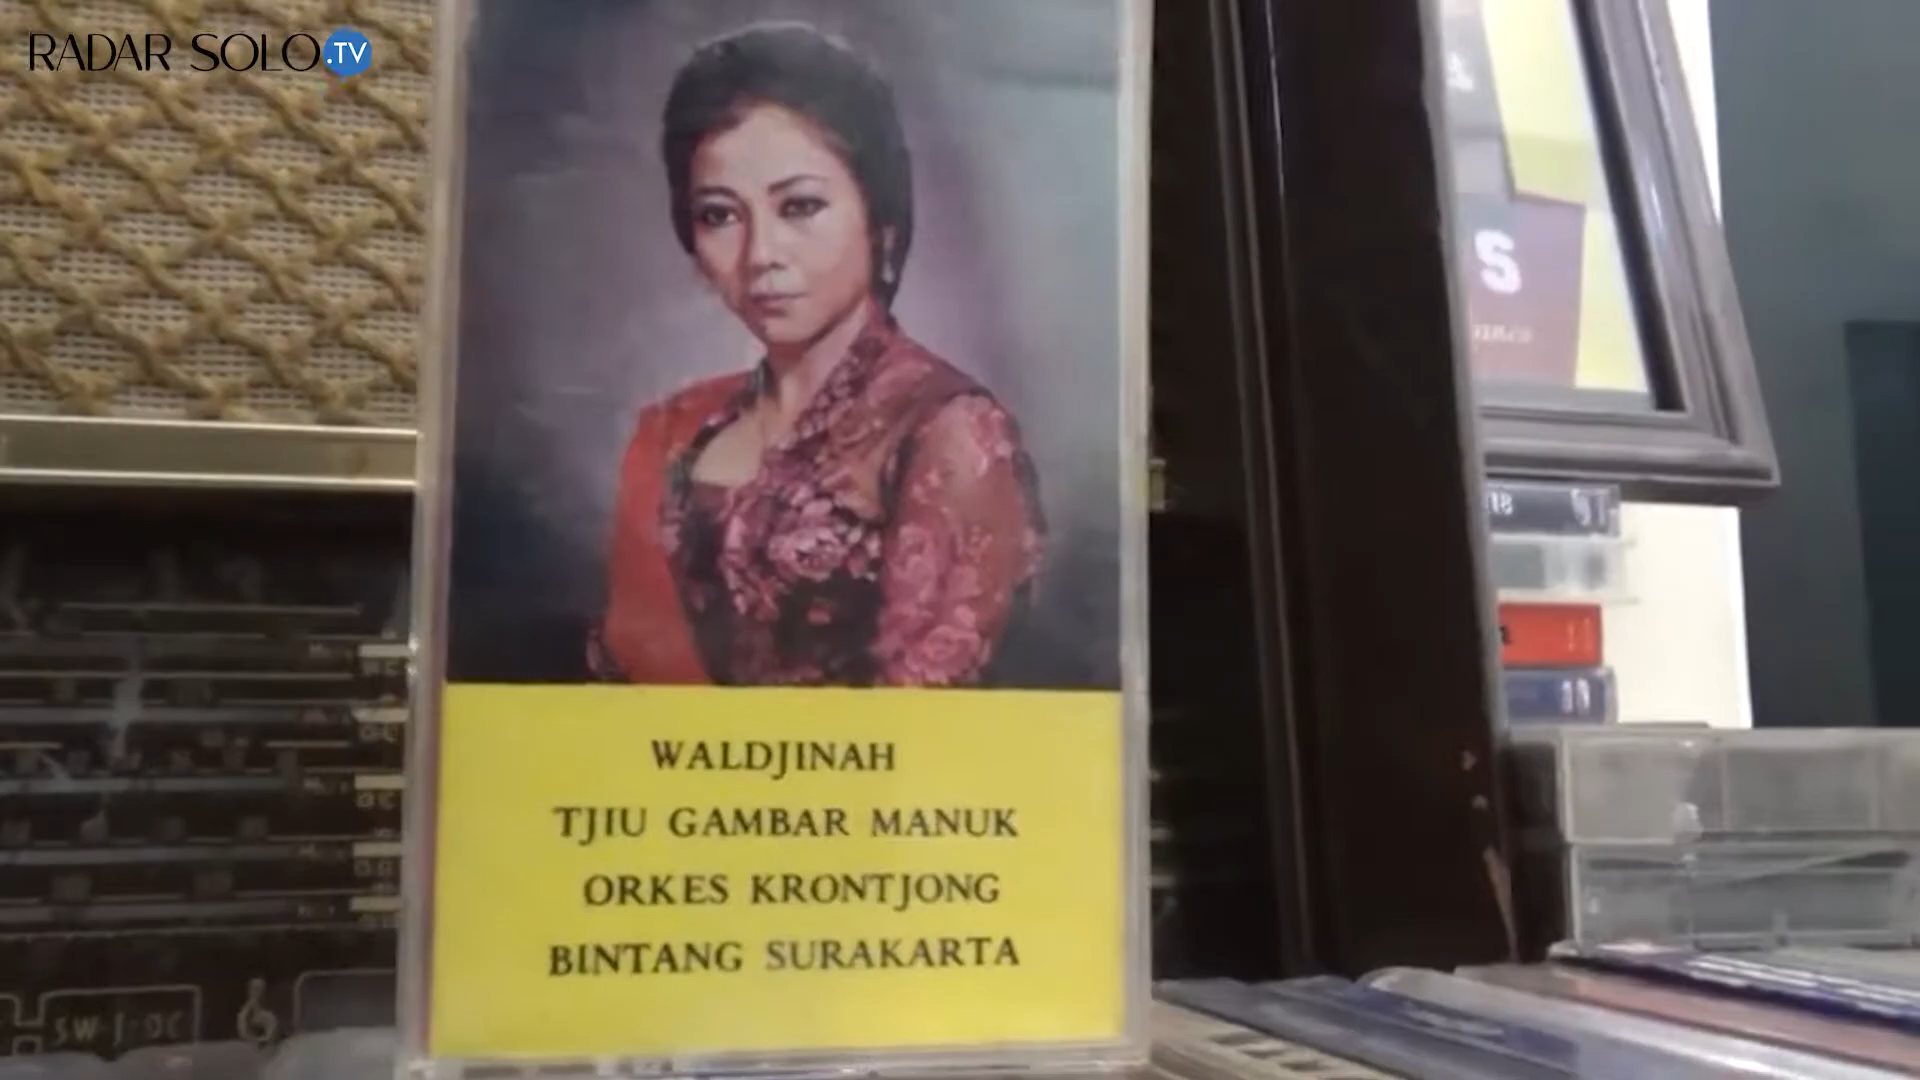 RADAR SOLO.TV
WALDJINAH
TJIU GAMBAR MANUK
ORKES KRONTJONG
BINTANG SURAKARTA
S